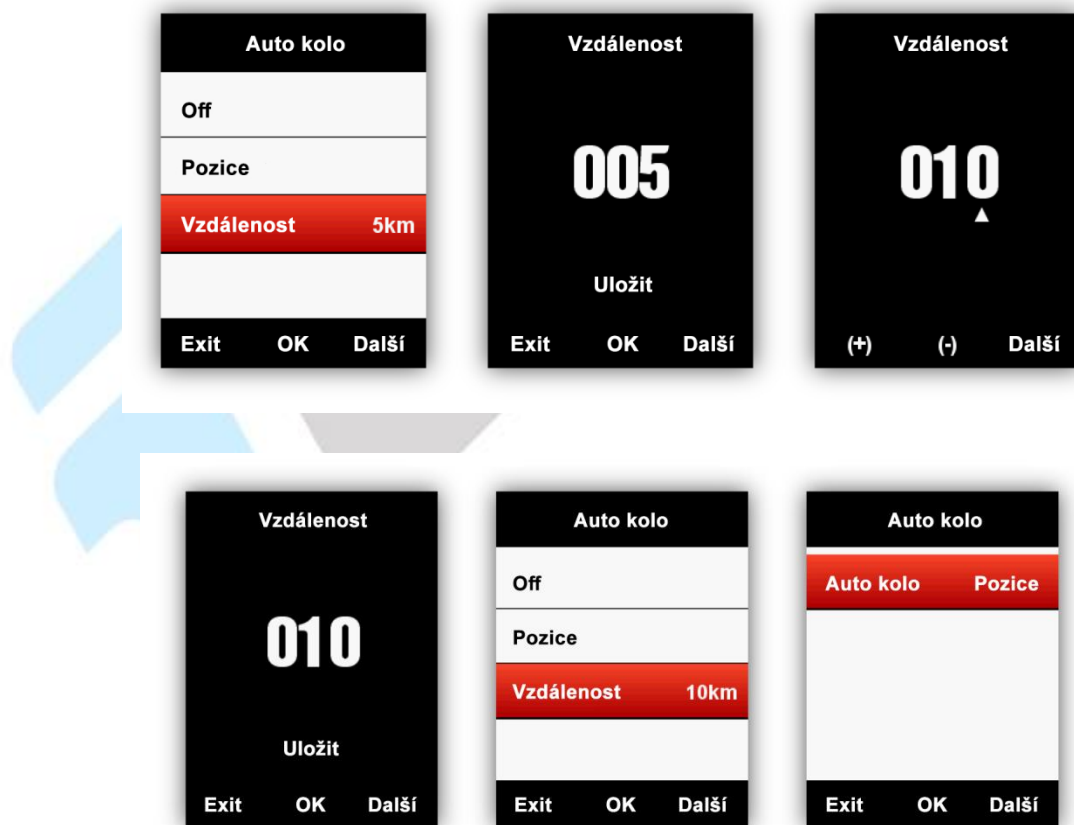 Auto kolo
Off
Pozice
Vzdálenost 5km
Exit OK Další
Vzdálenost
005
Uložit
Exit OK Další
Vzdálenost
010
(+) (-) Další
Vzdálenost
010
Uložit
Exit OK Další
Auto kolo
Off
Pozice
Vzdálenost 10km
Exit OK Další
Auto kolo
Auto kolo Pozice
Exit OK Další